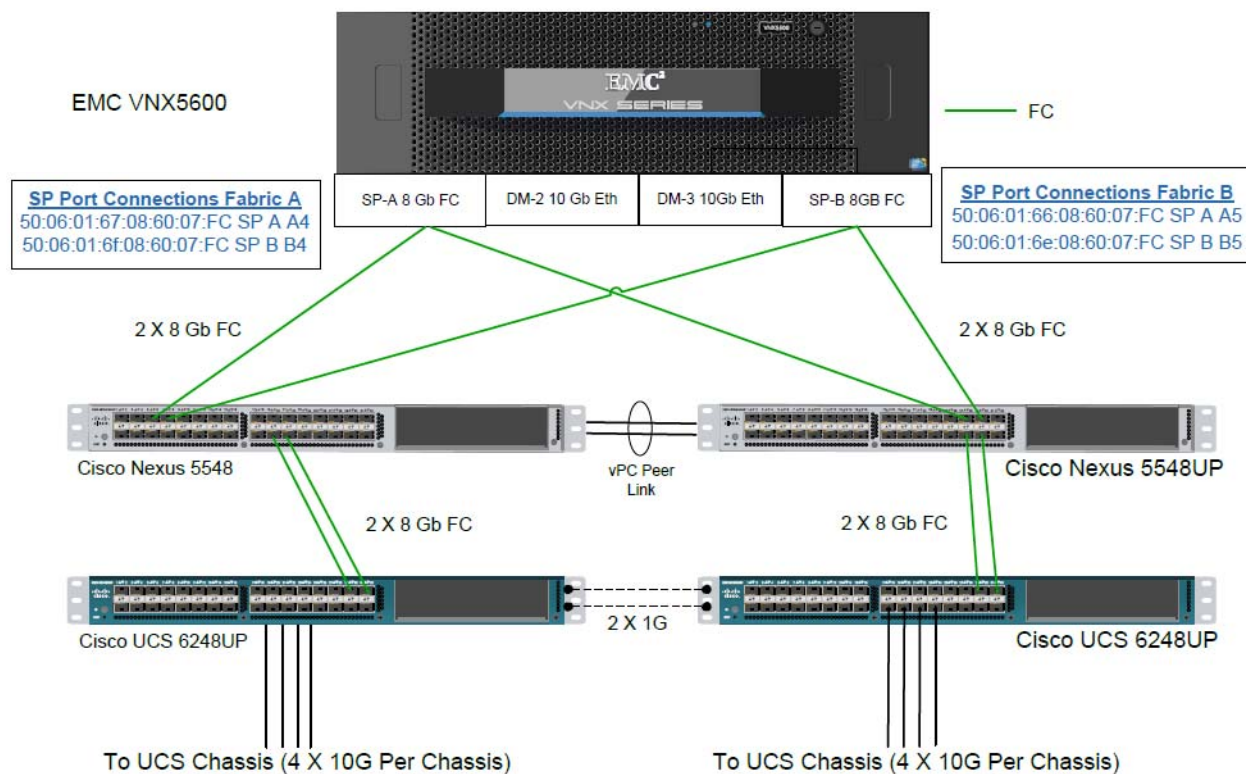 VNX5600
EMC²
VNX SERIES
EMC VNX5600
FC
SP Port Connections Fabric A
50:06:01:67:08:60:07:FC SP A A4
50:06:01:6f:08:60:07:FC SP B B4
SP-A 8 Gb FC
DM-2 10 Gb Eth
DM-3 10Gb Eth
SP-B 8GB FC
SP Port Connections Fabric B
50:06:01:66:08:60:07:FC SP A A5
50:06:01:6e:08:60:07:FC SP B B5
2 X 8 Gb FC
2 X 8 Gb FC
Cisco Nexus 5548
vPC Peer
Link
Cisco Nexus 5548UP
2 X 8 Gb FC
2 X 8 Gb FC
2 X 1G
Cisco UCS 6248UP
Cisco UCS 6248UP
To UCS Chassis (4 X 10G Per Chassis)
To UCS Chassis (4 X 10G Per Chassis)